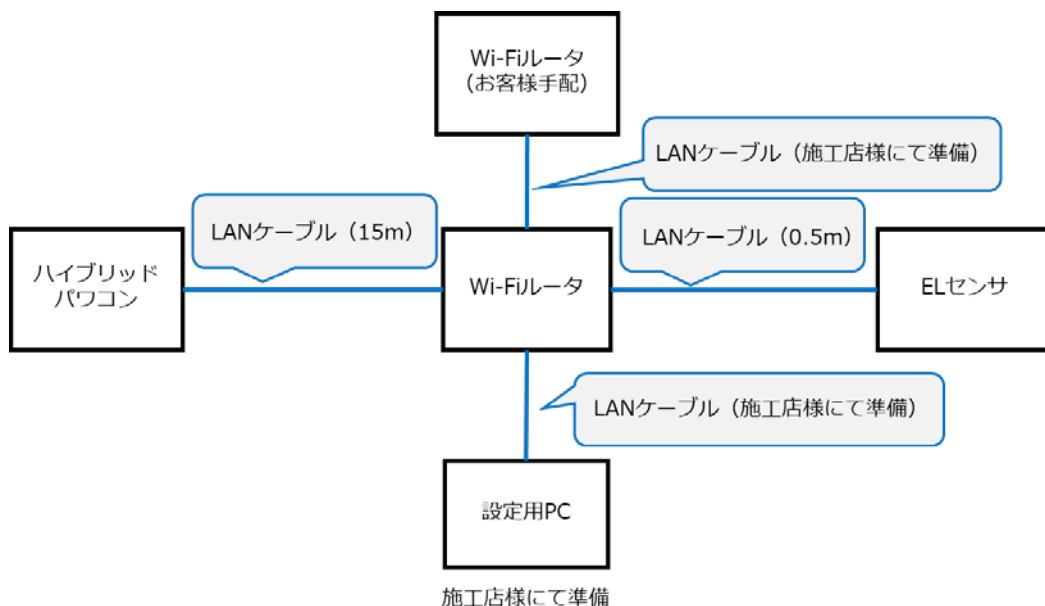 Wi-Fiルータ
（お客様手配）
LANケーブル（施工店様にて準備）
LANケーブル（15m）
LANケーブル（0.5m）
ハイブリッド
パワコン
Wi-Fiルータ
ELセンサ
LANケーブル（施工店様にて準備）
設定用PC
施工店様にて準備